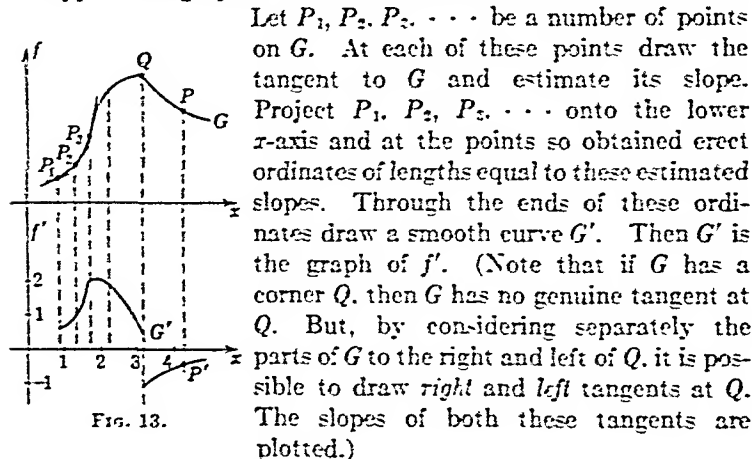 Let P₁, P₂, P₃, · · · be a number of points
on G. At each of these points draw the
tangent to G and estimate its slope.
Project P₁, P₂, P₃, · · · onto the lower
x-axis and at the points so obtained erect
ordinates of lengths equal to these estimated
slopes. Through the ends of these ordi-
nates draw a smooth curve G'. Then G' is
the graph of f'. (Note that if G has a
corner Q, then G has no genuine tangent at
Q. But, by considering separately the
parts of G to the right and left of Q, it is pos-
sible to draw right and left tangents at Q.
The slopes of both these tangents are
plotted.)
f
Q
P
G
P₁ P₂ P₃
x
f'
2
1
G'
1 2 3 4 x
P'
-1
Fig. 13.